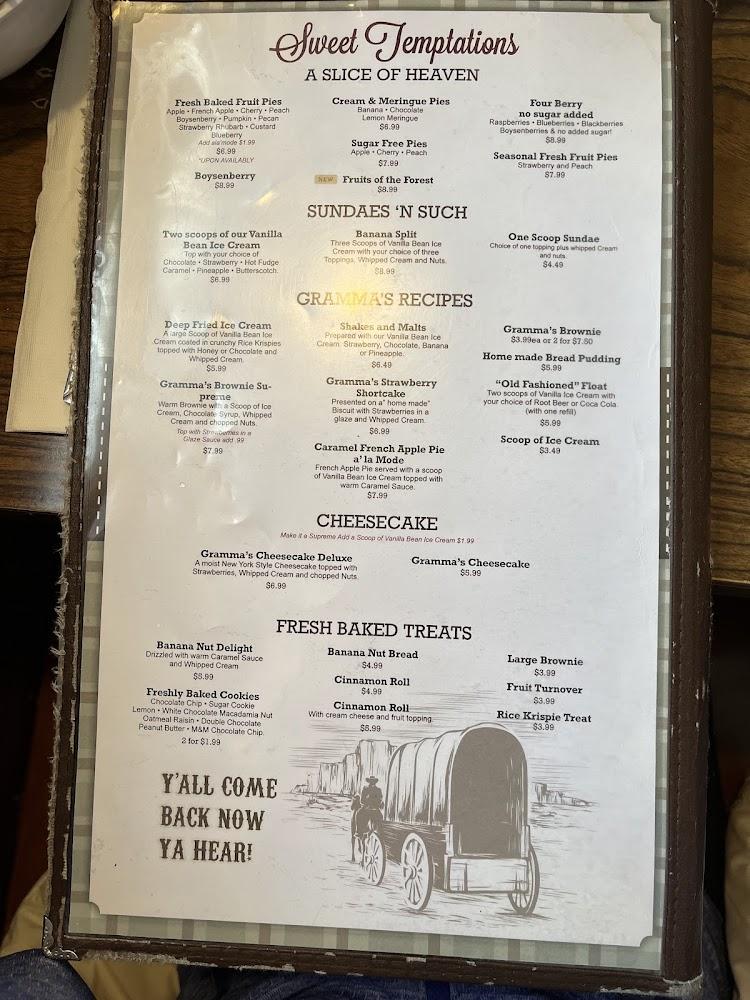 Sweet Temptations
A SLICE OF HEAVEN
Fresh Baked Fruit Pies
Apple • French Apple • Cherry • Peach
Boysenberry • Pumpkin • Pecan
Strawberry Rhubarb • Custard
Blueberry
Add ala'mode $1.99
$6.99
*UPON AVAILABLY
Boysenberry
$8.99
Cream & Meringue Pies
Banana • Chocolate
Lemon Meringue
$6.99
Sugar Free Pies
Apple • Cherry • Peach
$7.99
NEW Fruits of the Forest
$8.99
Four Berry
no sugar added
Raspberries • Blueberries • Blackberries
Boysenberries & no added sugar!
$8.99
Seasonal Fresh Fruit Pies
Strawberry and Peach
$7.99
SUNDAES 'N SUCH
Two scoops of our Vanilla
Bean Ice Cream
Top with your choice of
Chocolate • Strawberry • Hot Fudge
Caramel • Pineapple • Butterscotch.
$6.99
Banana Split
Three Scoops of Vanilla Bean Ice
Cream with your choice of three
Toppings, Whipped Cream and Nuts.
$8.99
One Scoop Sundae
Choice of one topping plus whipped Cream
and nuts.
$4.49
GRAMMA'S RECIPES
Deep Fried Ice Cream
A large Scoop of Vanilla Bean Ice
Cream coated in crunchy Rice Krispies
topped with Honey or Chocolate and
Whipped Cream.
$5.99
Gramma's Brownie Su-
preme
Warm Brownie with a Scoop of Ice
Cream, Chocolate Syrup, Whipped
Cream and chopped Nuts.
Top with Strawberries in a
Glaze Sauce add .99
$7.99
Shakes and Malts
Prepared with our Vanilla Bean Ice
Cream. Strawberry, Chocolate, Banana
or Pineapple.
$6.49
Gramma's Strawberry
Shortcake
Presented on a" home made"
Biscuit with Strawberries in a
glaze and Whipped Cream.
$6.99
Caramel French Apple Pie
a' la Mode
French Apple Pie served with a scoop
of Vanilla Bean Ice Cream topped with
warm Caramel Sauce.
$7.99
Gramma's Brownie
$3.99ea or 2 for $7.50
Home made Bread Pudding
$5.99
"Old Fashioned" Float
Two scoops of Vanilla Ice Cream with
your choice of Root Beer or Coca Cola.
(with one refill)
$5.99
Scoop of Ice Cream
$3.49
CHEESECAKE
Make it a Supreme Add a Scoop of Vanilla Bean Ice Cream $1.99
Gramma's Cheesecake Deluxe
A moist New York Style Cheesecake topped with
Strawberries, Whipped Cream and chopped Nuts.
$6.99
Gramma's Cheesecake
$5.99
FRESH BAKED TREATS
Banana Nut Delight
Drizzled with warm Caramel Sauce
and Whipped Cream
$5.99
Freshly Baked Cookies
Chocolate Chip • Sugar Cookie
Lemon • White Chocolate Macadamia Nut
Oatmeal Raisin • Double Chocolate
Peanut Butter • M&M Chocolate Chip.
2 for $1.99
Banana Nut Bread
$4.99
Cinnamon Roll
$4.99
Cinnamon Roll
With cream cheese and fruit topping.
$5.99
Large Brownie
$3.99
Fruit Turnover
$3.99
Rice Krispie Treat
$3.99
Y'ALL COME
BACK NOW
YA HEAR!